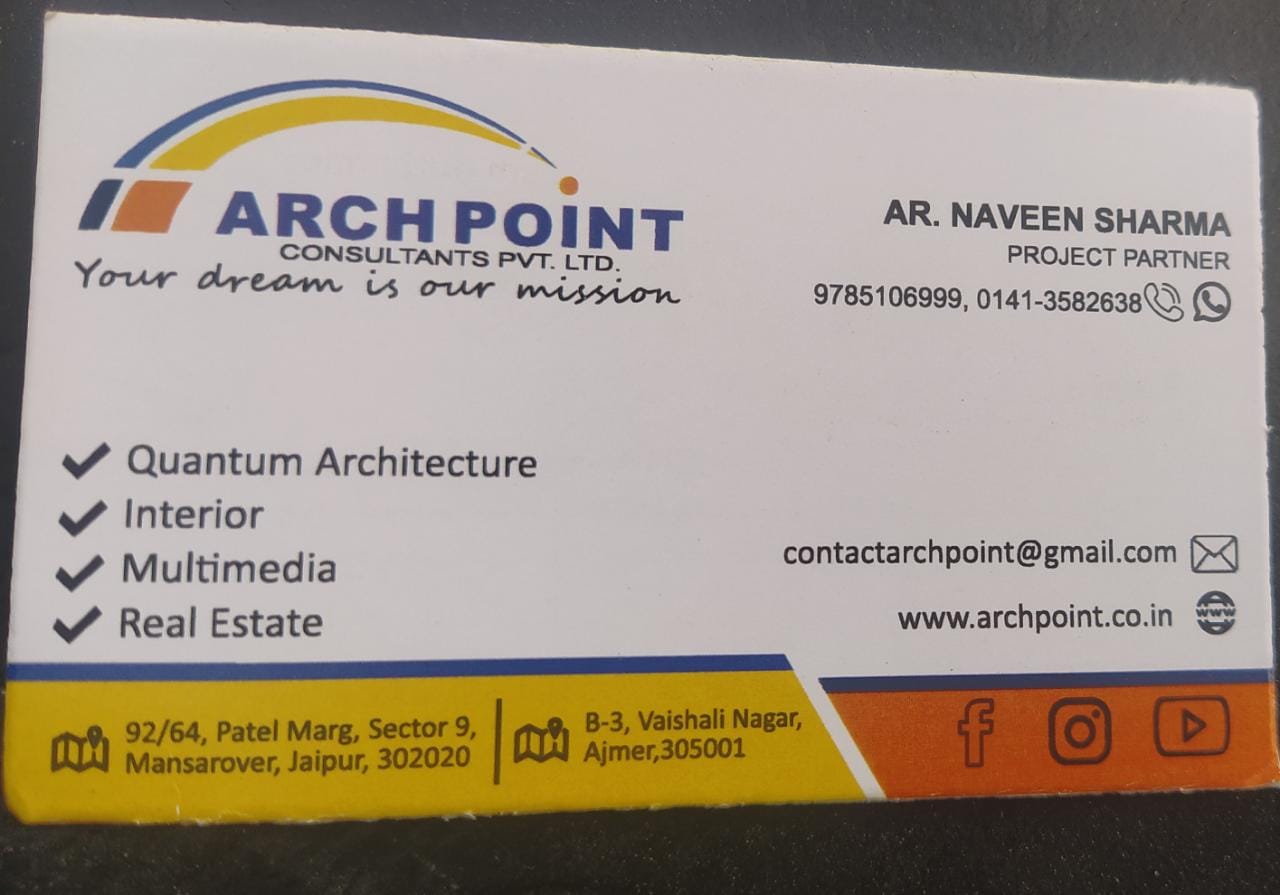 ARCH POINT
CONSULTANTS PVT. LTD.
Your dream is our mission
AR. NAVEEN SHARMA
PROJECT PARTNER
9785106999, 0141-3582638
Quantum Architecture
Interior
Multimedia
Real Estate
contactarchpoint@gmail.com
www.archpoint.co.in
www
92/64, Patel Marg, Sector 9,
Mansarover, Jaipur, 302020
B-3, Vaishali Nagar,
Ajmer,305001